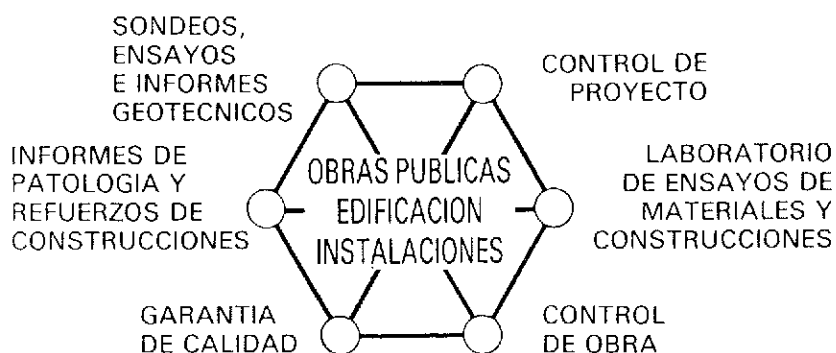 SONDEOS,
ENSAYOS
E INFORMES
GEOTECNICOS
CONTROL DE
PROYECTO
INFORMES DE
PATOLOGIA Y
REFUERZOS DE
CONSTRUCCIONES
OBRAS PUBLICAS
EDIFICACION
INSTALACIONES
LABORATORIO
DE ENSAYOS DE
MATERIALES Y
CONSTRUCCIONES
GARANTIA
DE CALIDAD
CONTROL
DE OBRA